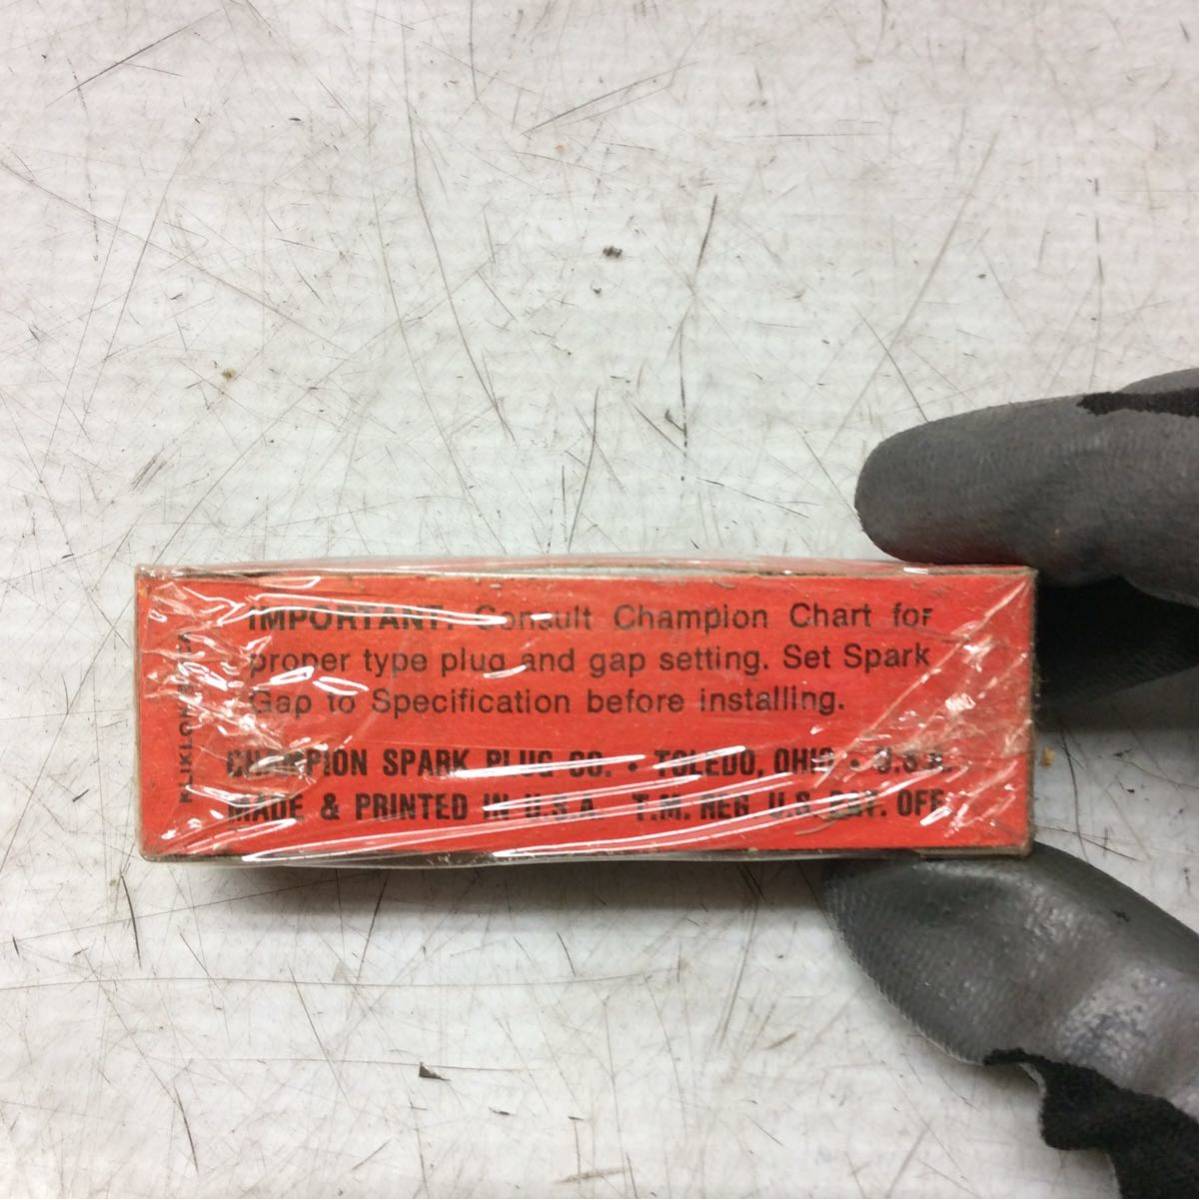 IMPORTANT: Consult Champion Chart for
proper type plug and gap setting. Set Spark
Gap to Specification before installing.
CHAMPION SPARK PLUG CO. • TOLEDO, OHIO • U.S.A.
MADE & PRINTED IN U.S.A. T.M. REG. U.S. PAT. OFF.